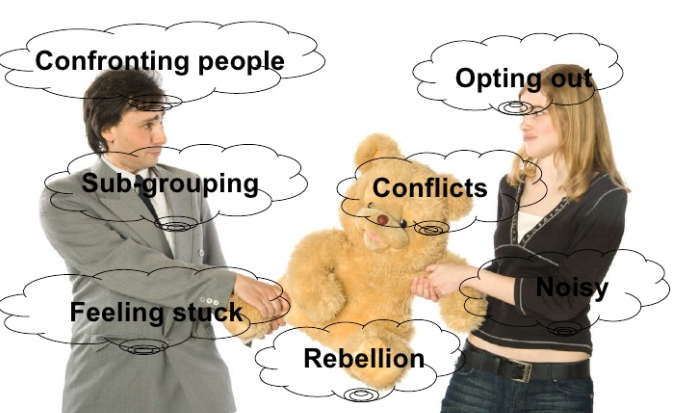 Confronting people
Opting out
Sub-grouping
Conflicts
Feeling stuck
Noisy
Rebellion